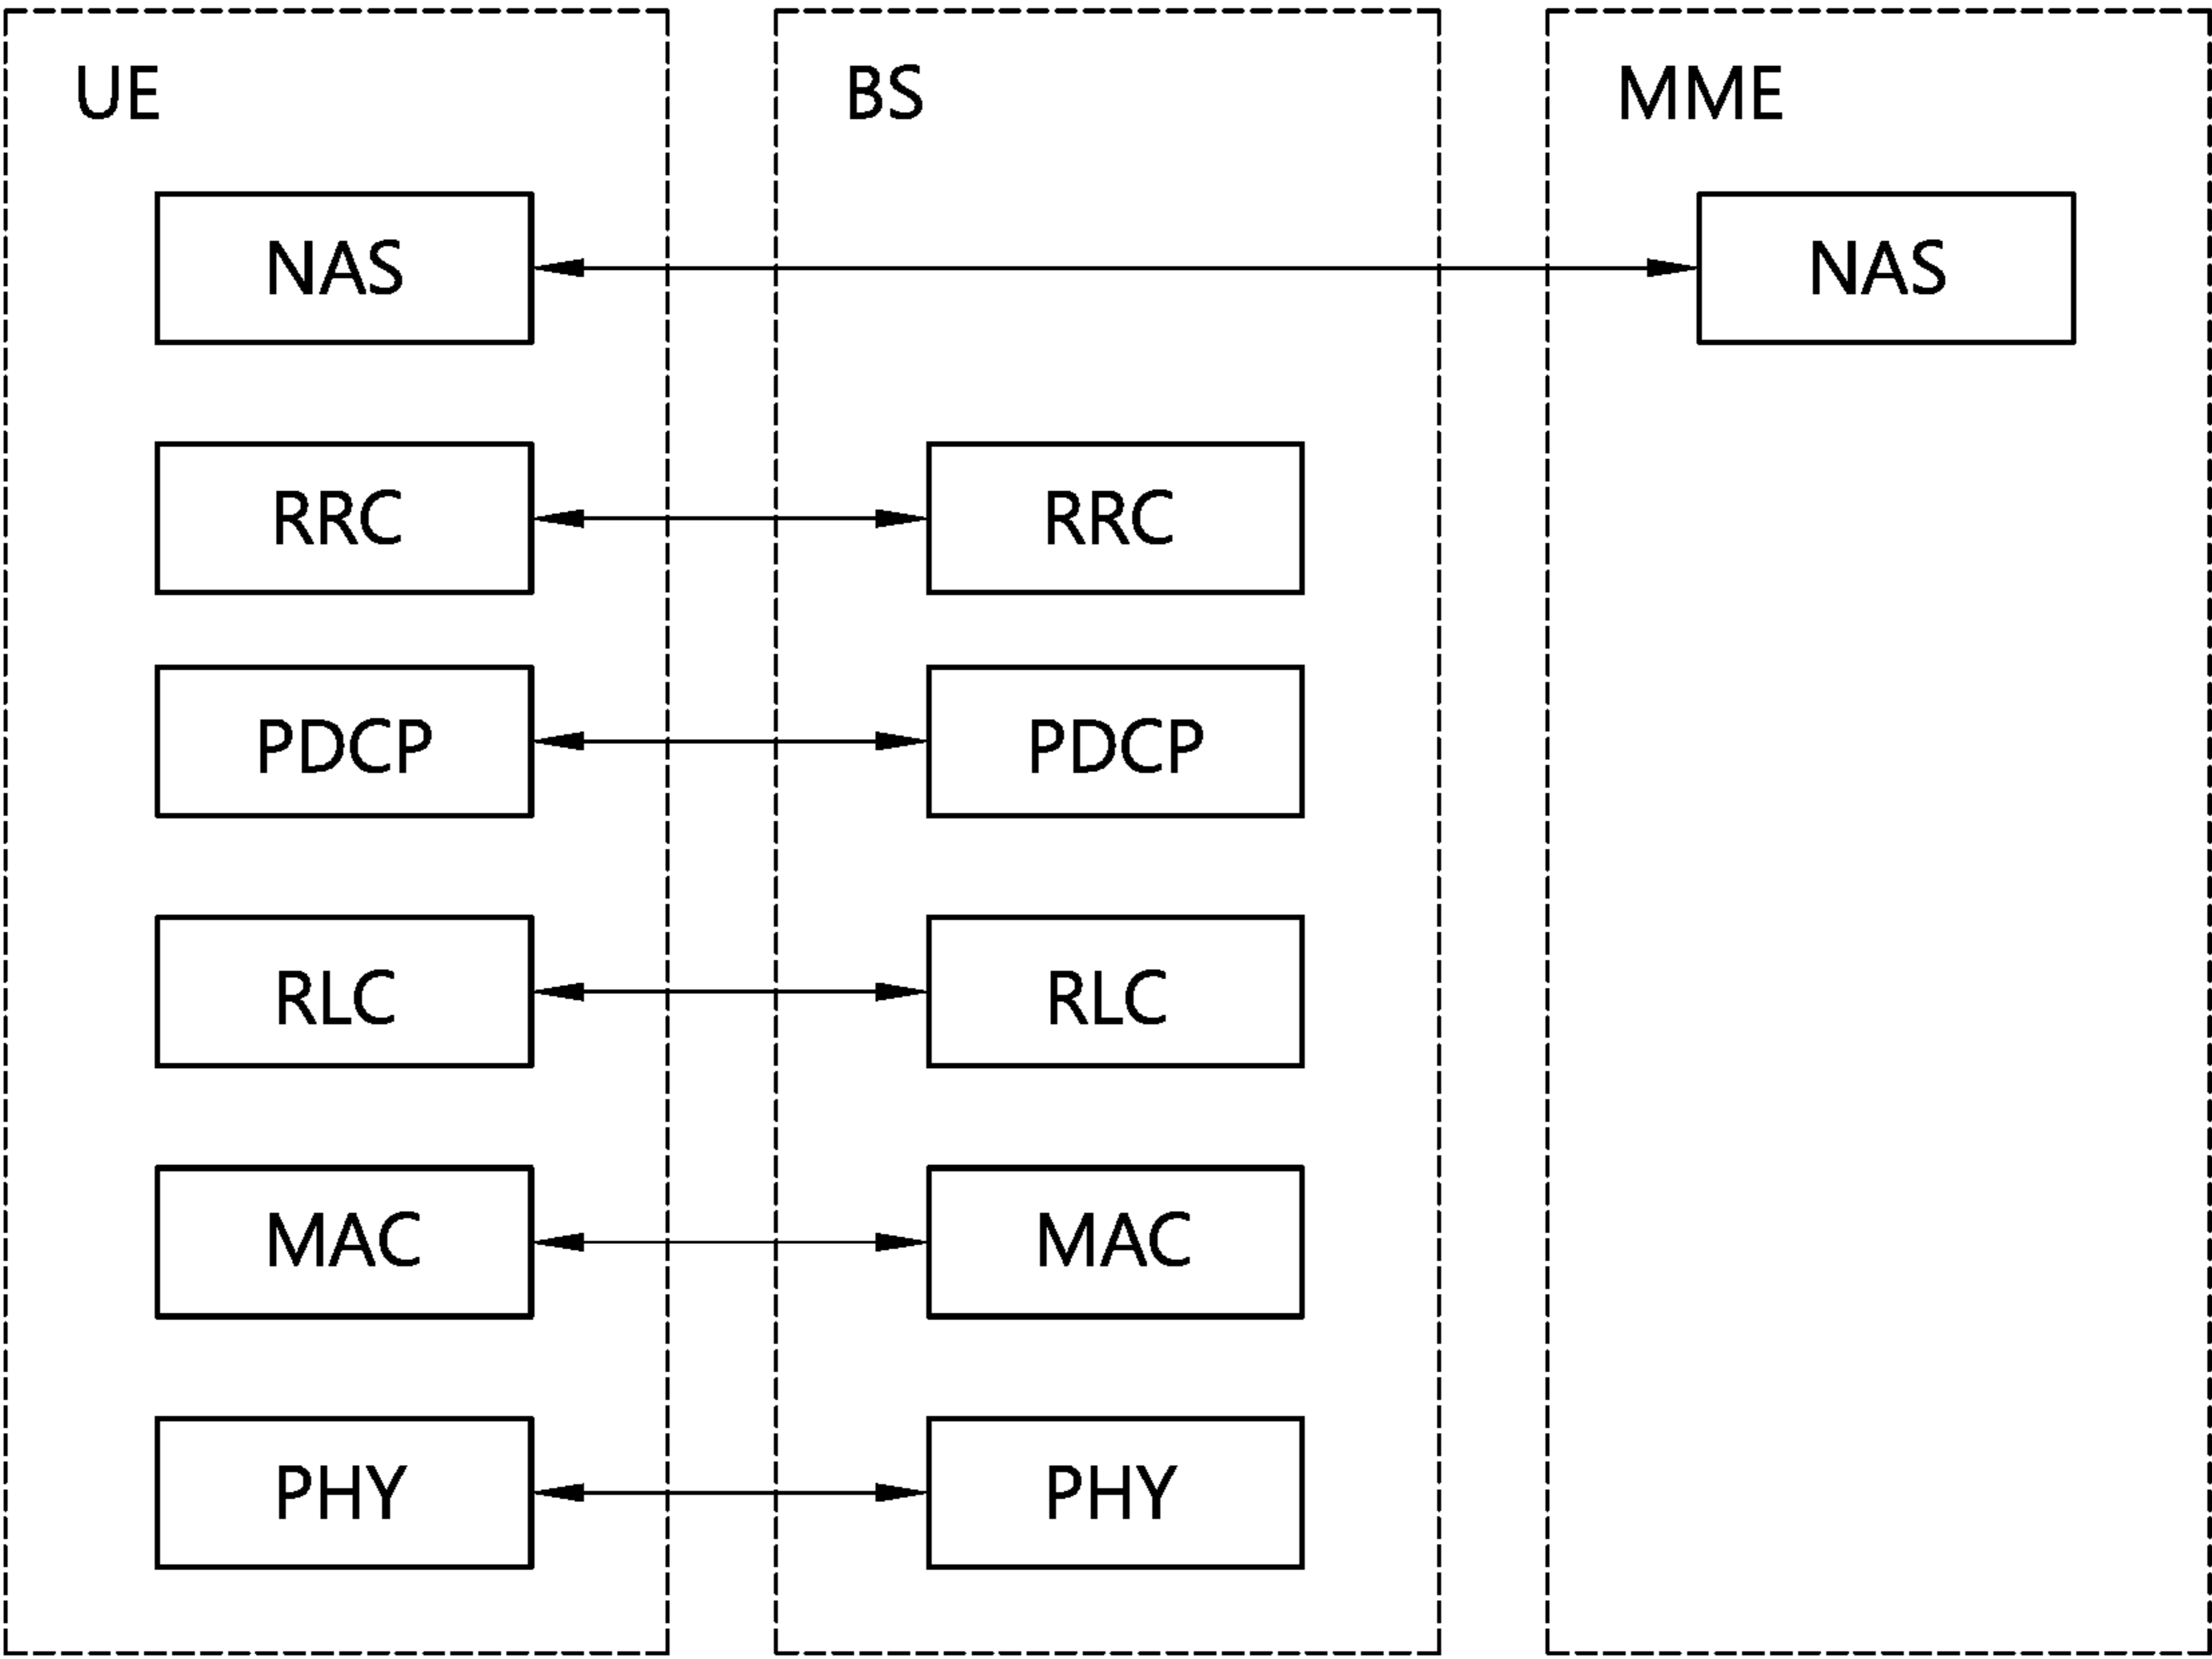 UE
BS
MME
NAS
NAS
RRC
RRC
PDCP
PDCP
RLC
RLC
MAC
MAC
PHY
PHY